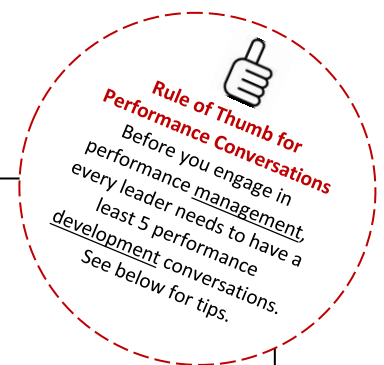 Rule of Thumb for
Performance Conversations
Before you engage in
performance management,
every leader needs to have a
least 5 performance
development conversations.
See below for tips.